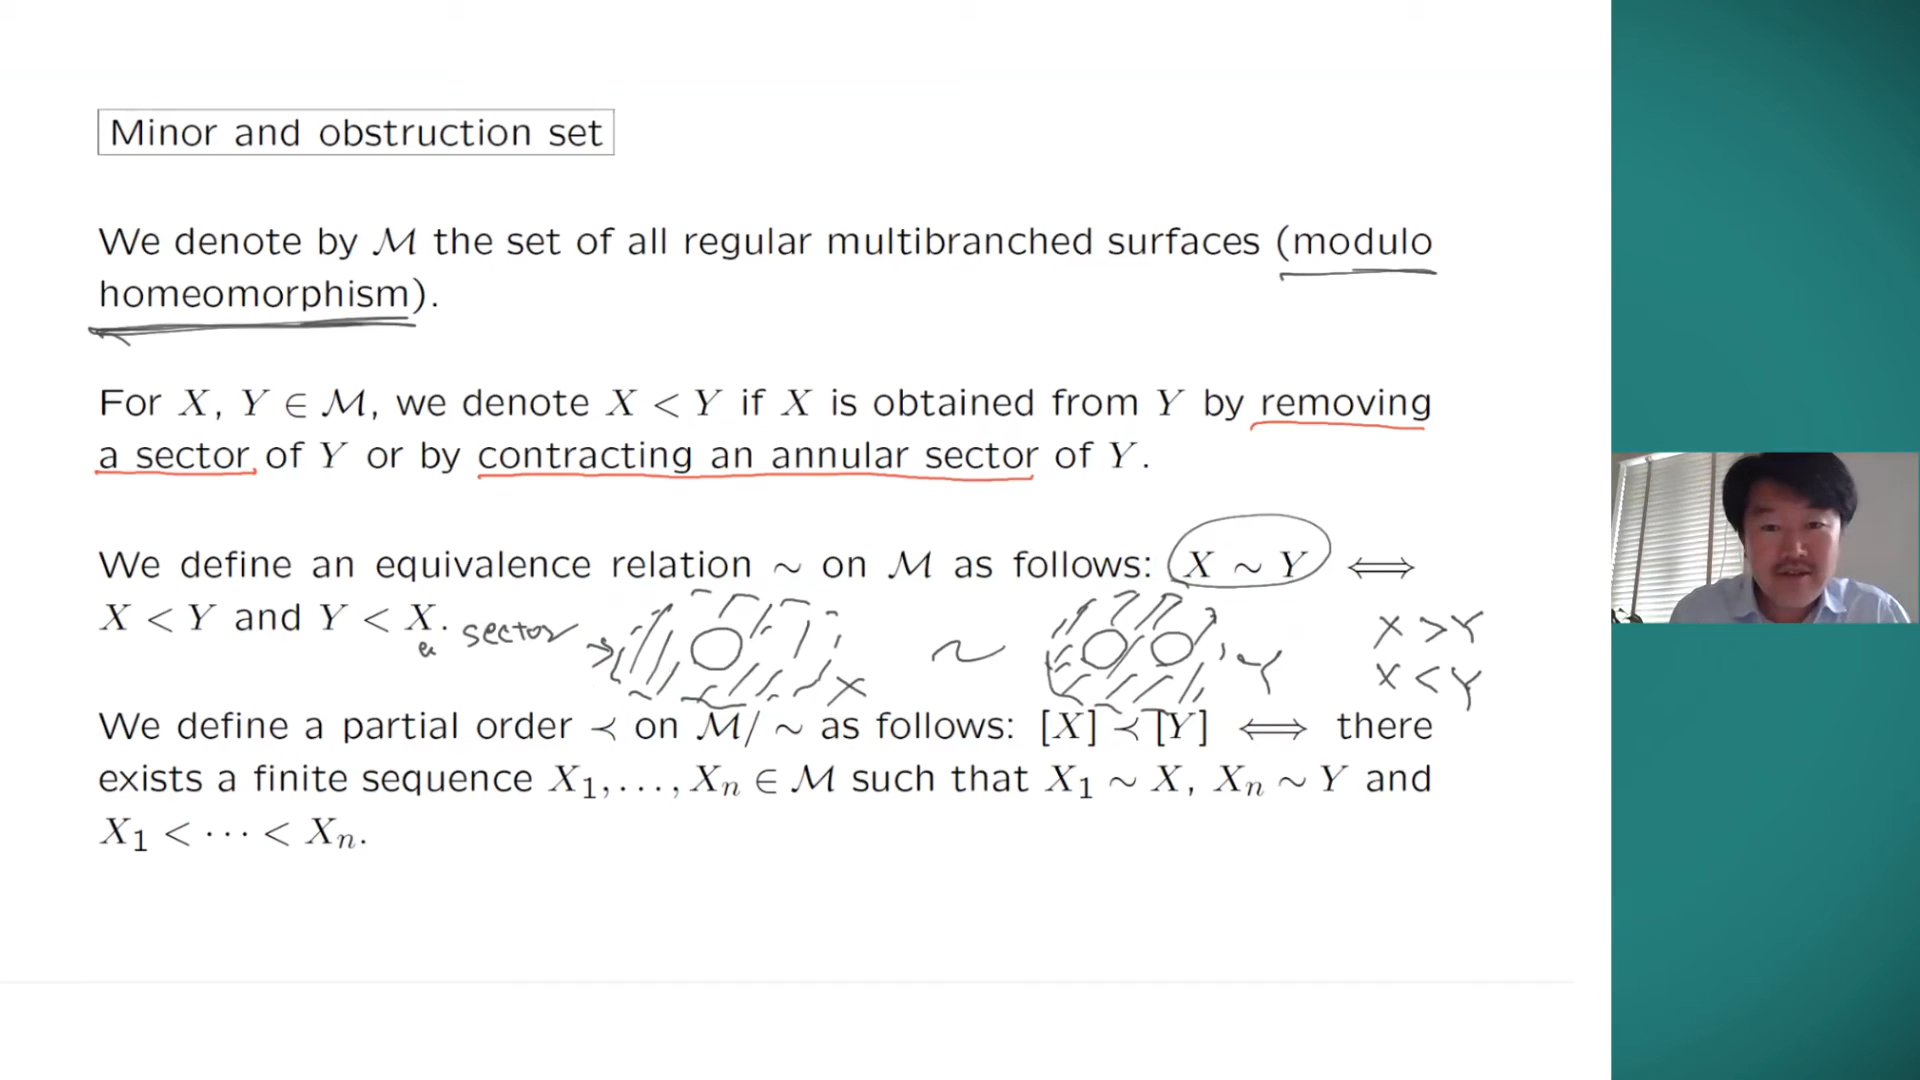 Minor and obstruction set
We denote by ℳ the set of all regular multibranched surfaces (modulo
homeomorphism).
For X, Y ∈ ℳ, we denote X < Y if X is obtained from Y by removing
a sector of Y or by contracting an annular sector of Y.
We define an equivalence relation ~ on ℳ as follows: X ~ Y ⟺
X < Y and Y < X.
sector → X ~ Y
X > Y
X < Y
We define a partial order ≺ on ℳ/ ~ as follows: [X] ≺ [Y] ⟺ there
exists a finite sequence X₁, . . . , Xₙ ∈ ℳ such that X₁ ~ X, Xₙ ~ Y and
X₁ < · · · < Xₙ.